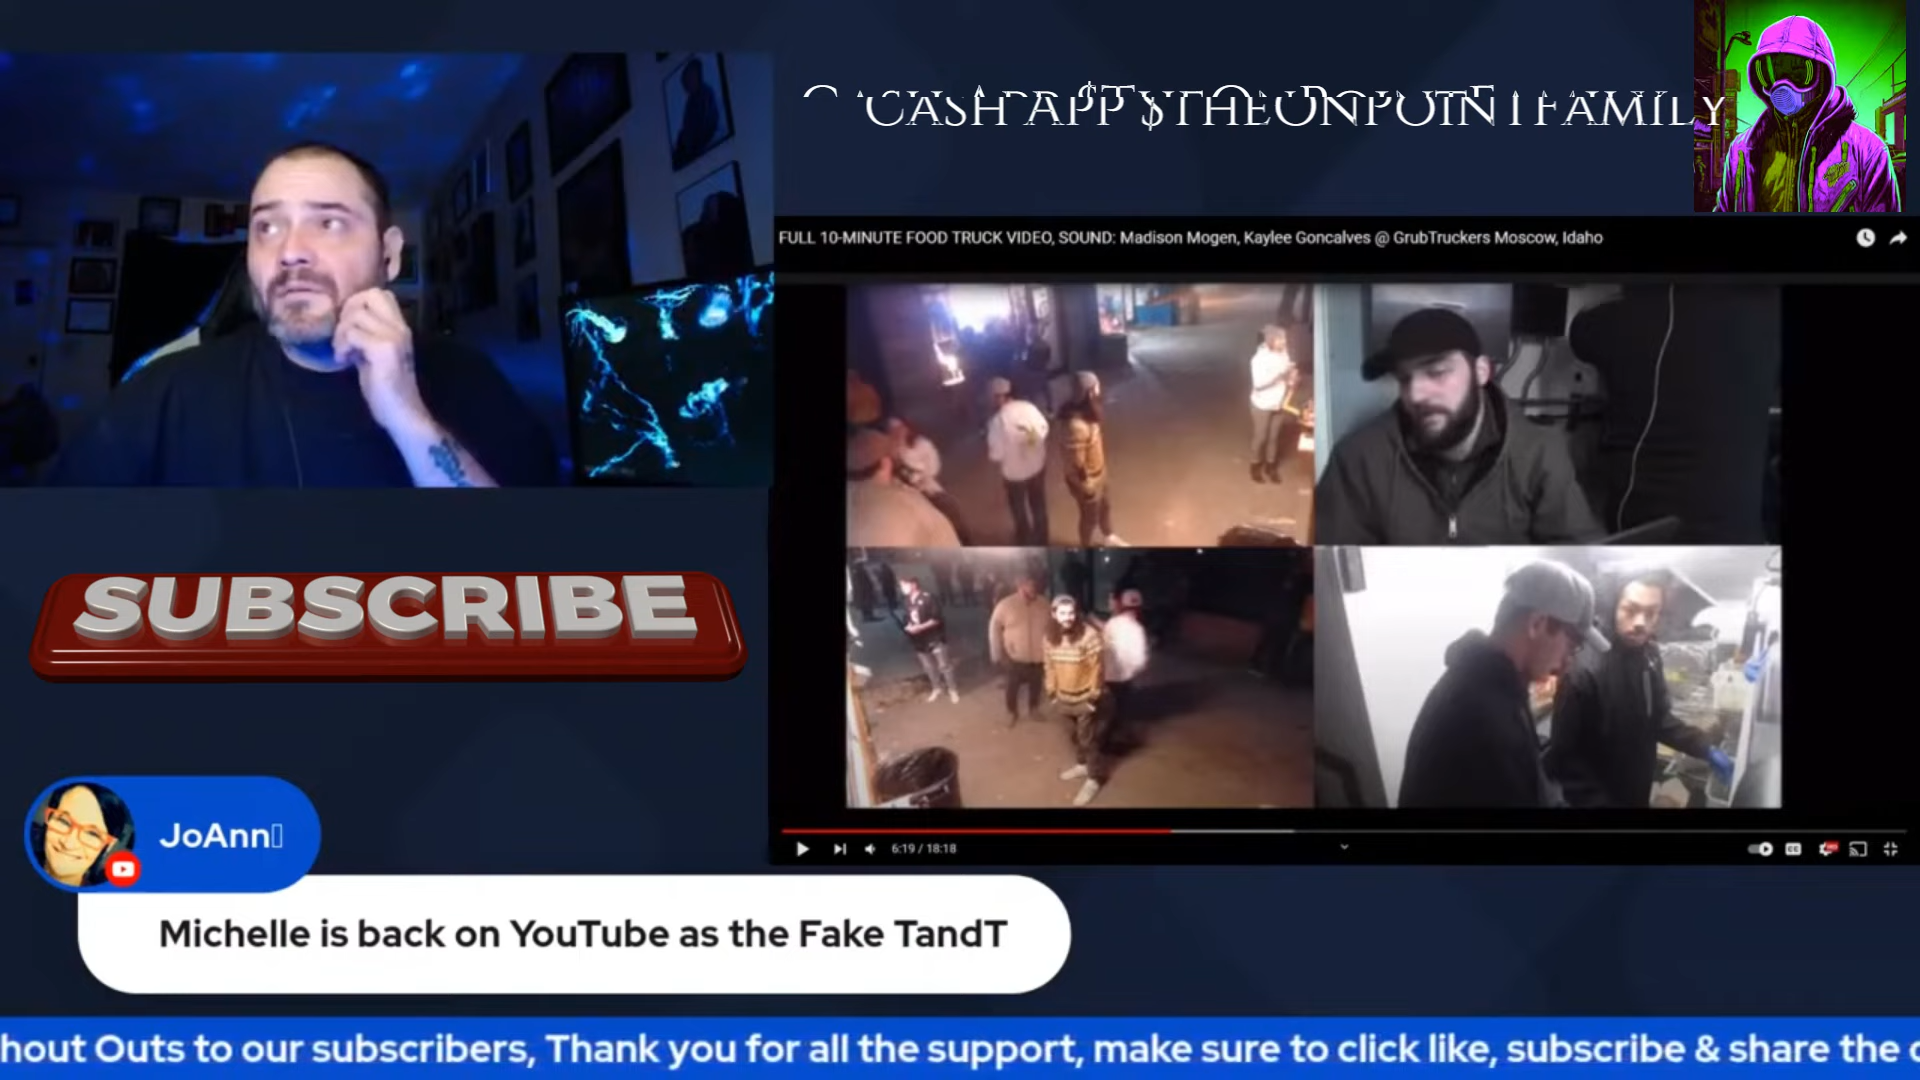 CASH APP $THEONPOINTFAMILY
FULL 10-MINUTE FOOD TRUCK VIDEO, SOUND: Madison Mogen, Kaylee Goncalves @ GrubTruckers Moscow, Idaho
SUBSCRIBE
6:19 / 18:18
JoAnn
Michelle is back on YouTube as the Fake TandT
hout Outs to our subscribers, Thank you for all the support, make sure to click like, subscribe & share the c